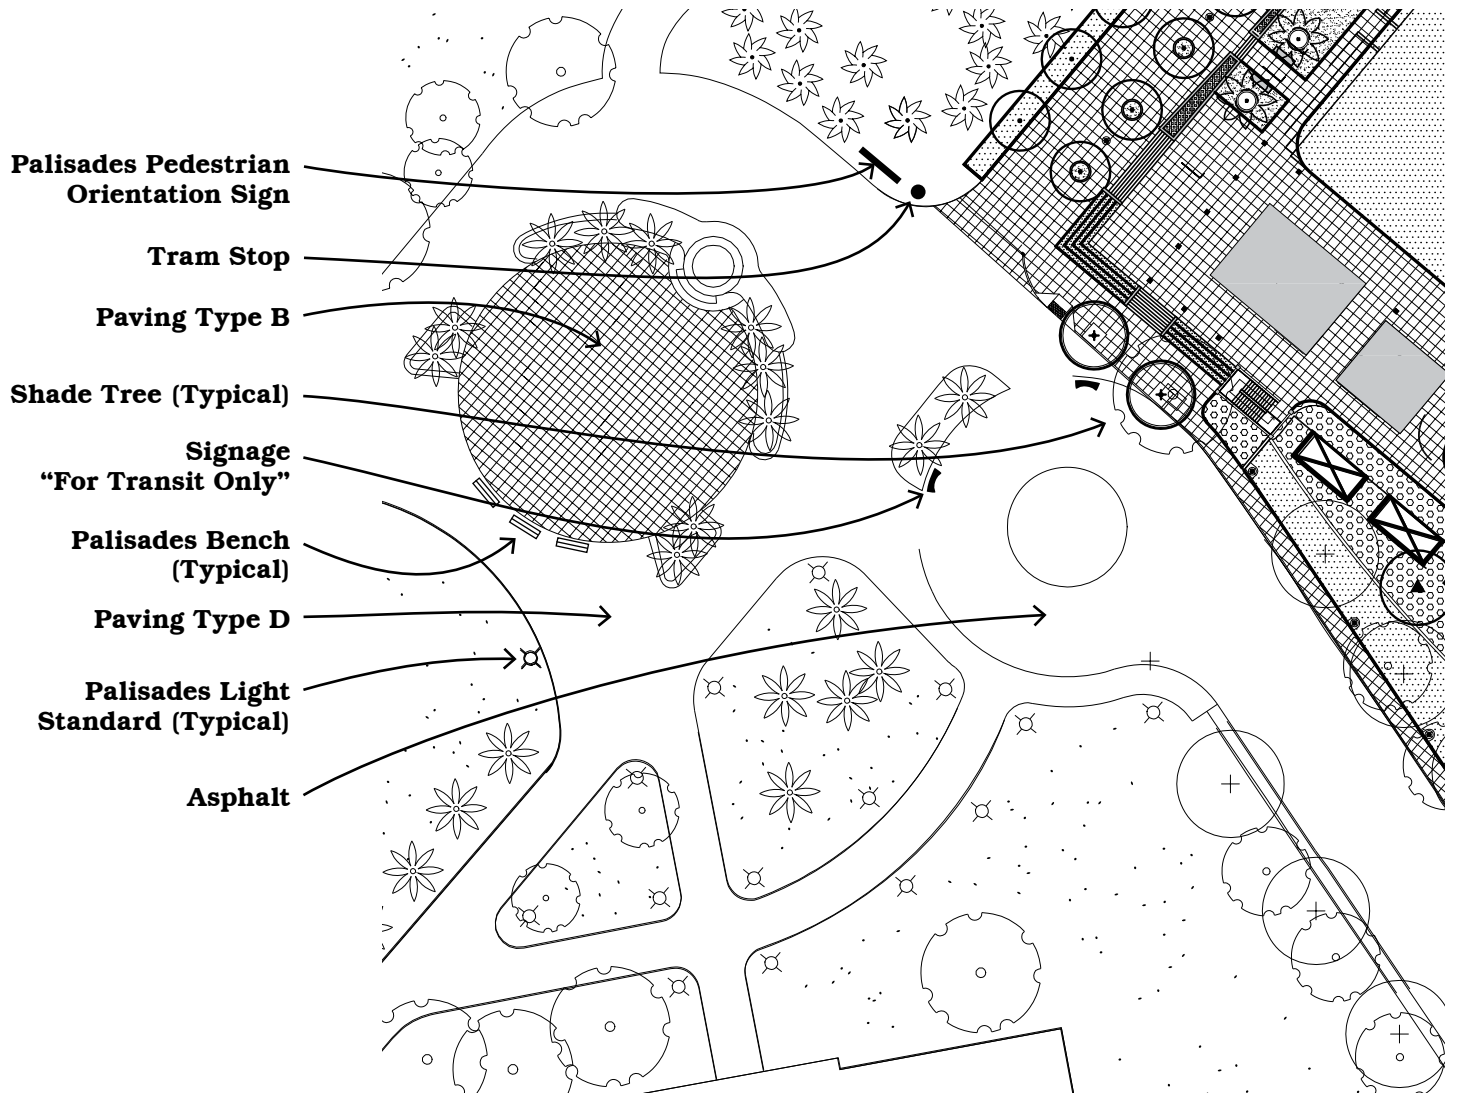 Palisades Pedestrian
Orientation Sign
Tram Stop
Paving Type B
Shade Tree (Typical)
Signage
“For Transit Only”
Palisades Bench
(Typical)
Paving Type D
Palisades Light
Standard (Typical)
Asphalt